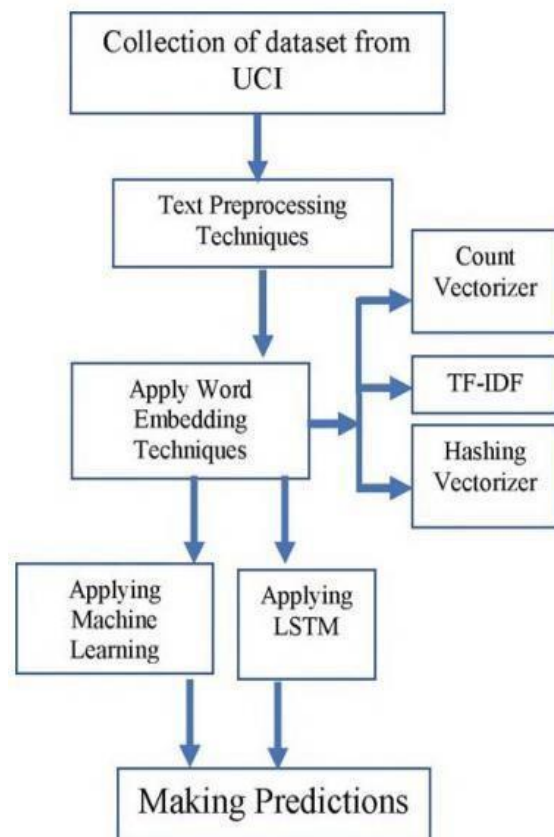 Collection of dataset from
UCI
Text Preprocessing
Techniques
Count
Vectorizer
Apply Word
Embedding
Techniques
TF-IDF
Hashing
Vectorizer
Applying
Machine
Learning
Applying
LSTM
Making Predictions